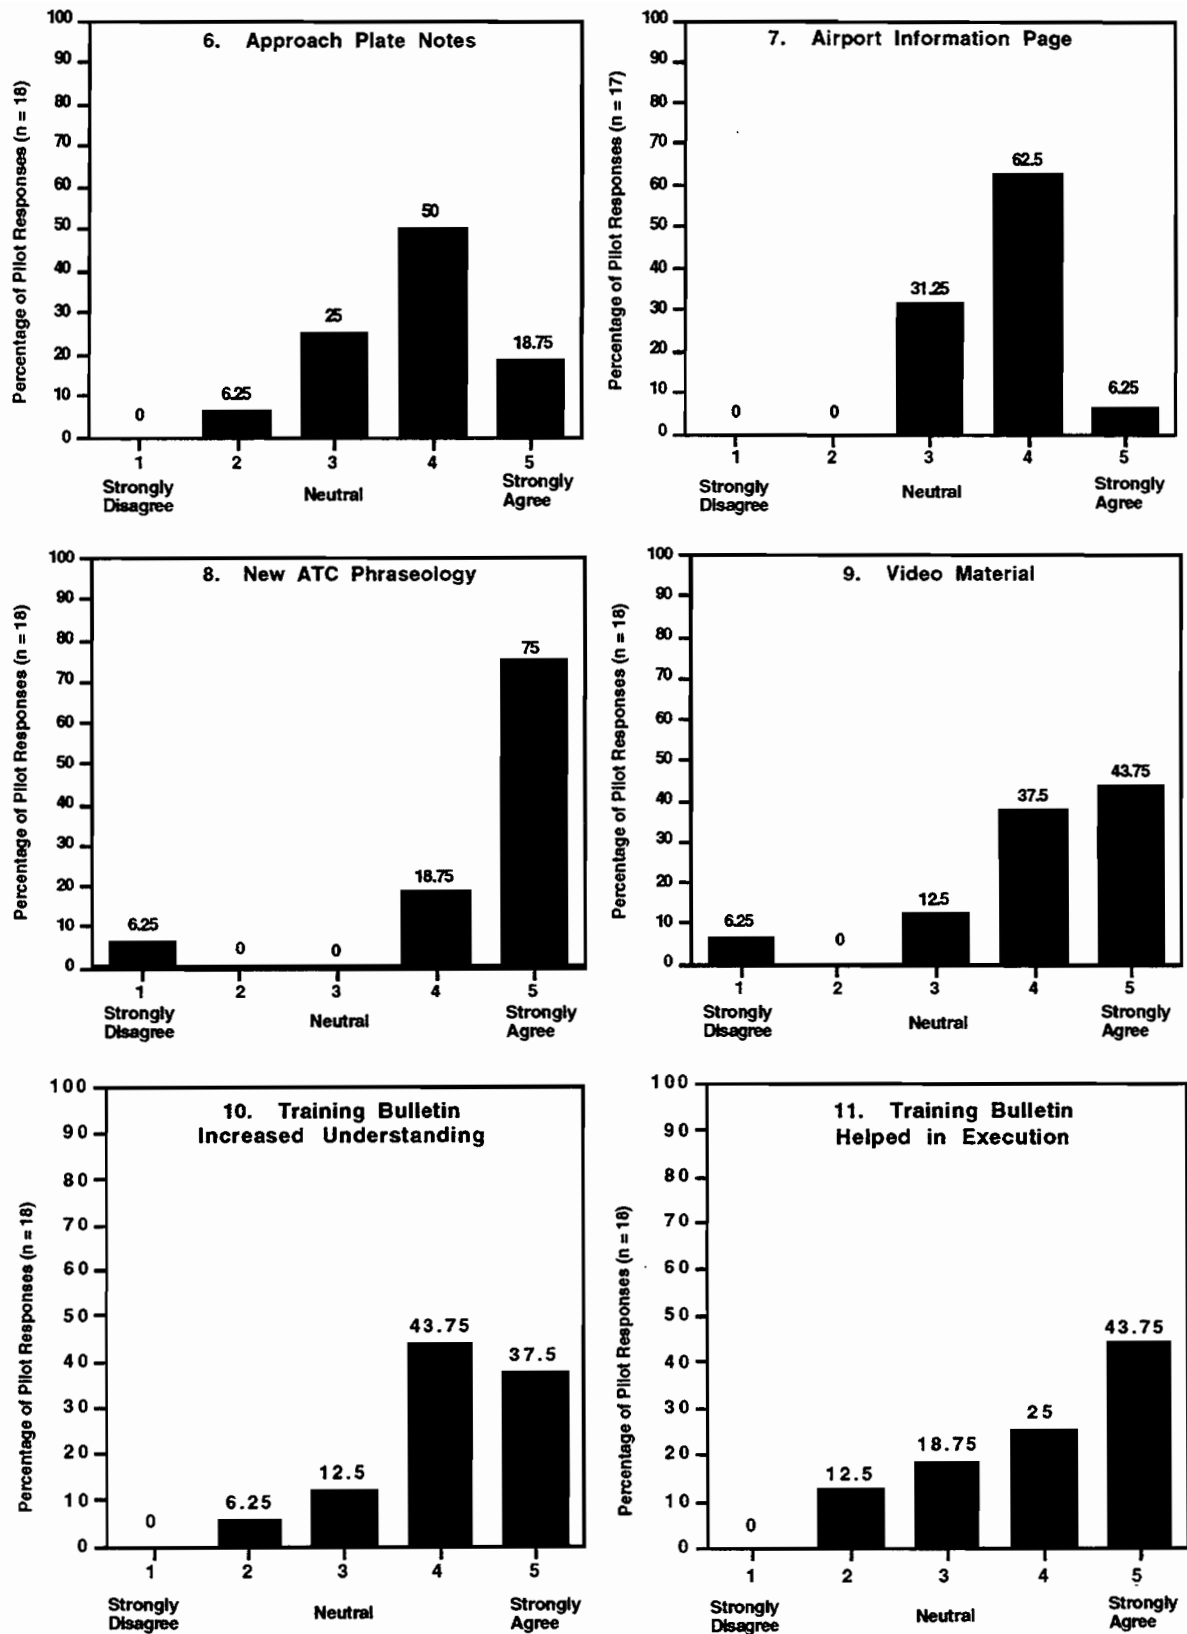 6. Approach Plate Notes
Percentage of Pilot Responses (n = 18)
100
90
80
70
60
50
40
30
20
10
0
0
6.25
25
50
18.75
1
2
3
4
5
Strongly
Disagree
Neutral
Strongly
Agree
7. Airport Information Page
Percentage of Pilot Responses (n = 17)
100
90
80
70
60
50
40
30
20
10
0
0
0
31.25
62.5
6.25
1
2
3
4
5
Strongly
Disagree
Neutral
Strongly
Agree
8. New ATC Phraseology
Percentage of Pilot Responses (n = 18)
100
90
80
70
60
50
40
30
20
10
0
6.25
0
0
18.75
75
1
2
3
4
5
Strongly
Disagree
Neutral
Strongly
Agree
9. Video Material
Percentage of Pilot Responses (n = 18)
100
90
80
70
60
50
40
30
20
10
0
6.25
0
12.5
37.5
43.75
1
2
3
4
5
Strongly
Disagree
Neutral
Strongly
Agree
10. Training Bulletin
Increased Understanding
Percentage of Pilot Responses (n = 18)
100
90
80
70
60
50
40
30
20
10
0
0
6.25
12.5
43.75
37.5
1
2
3
4
5
Strongly
Disagree
Neutral
Strongly
Agree
11. Training Bulletin
Helped in Execution
Percentage of Pilot Responses (n = 18)
100
90
80
70
60
50
40
30
20
10
0
0
12.5
18.75
25
43.75
1
2
3
4
5
Strongly
Disagree
Neutral
Strongly
Agree